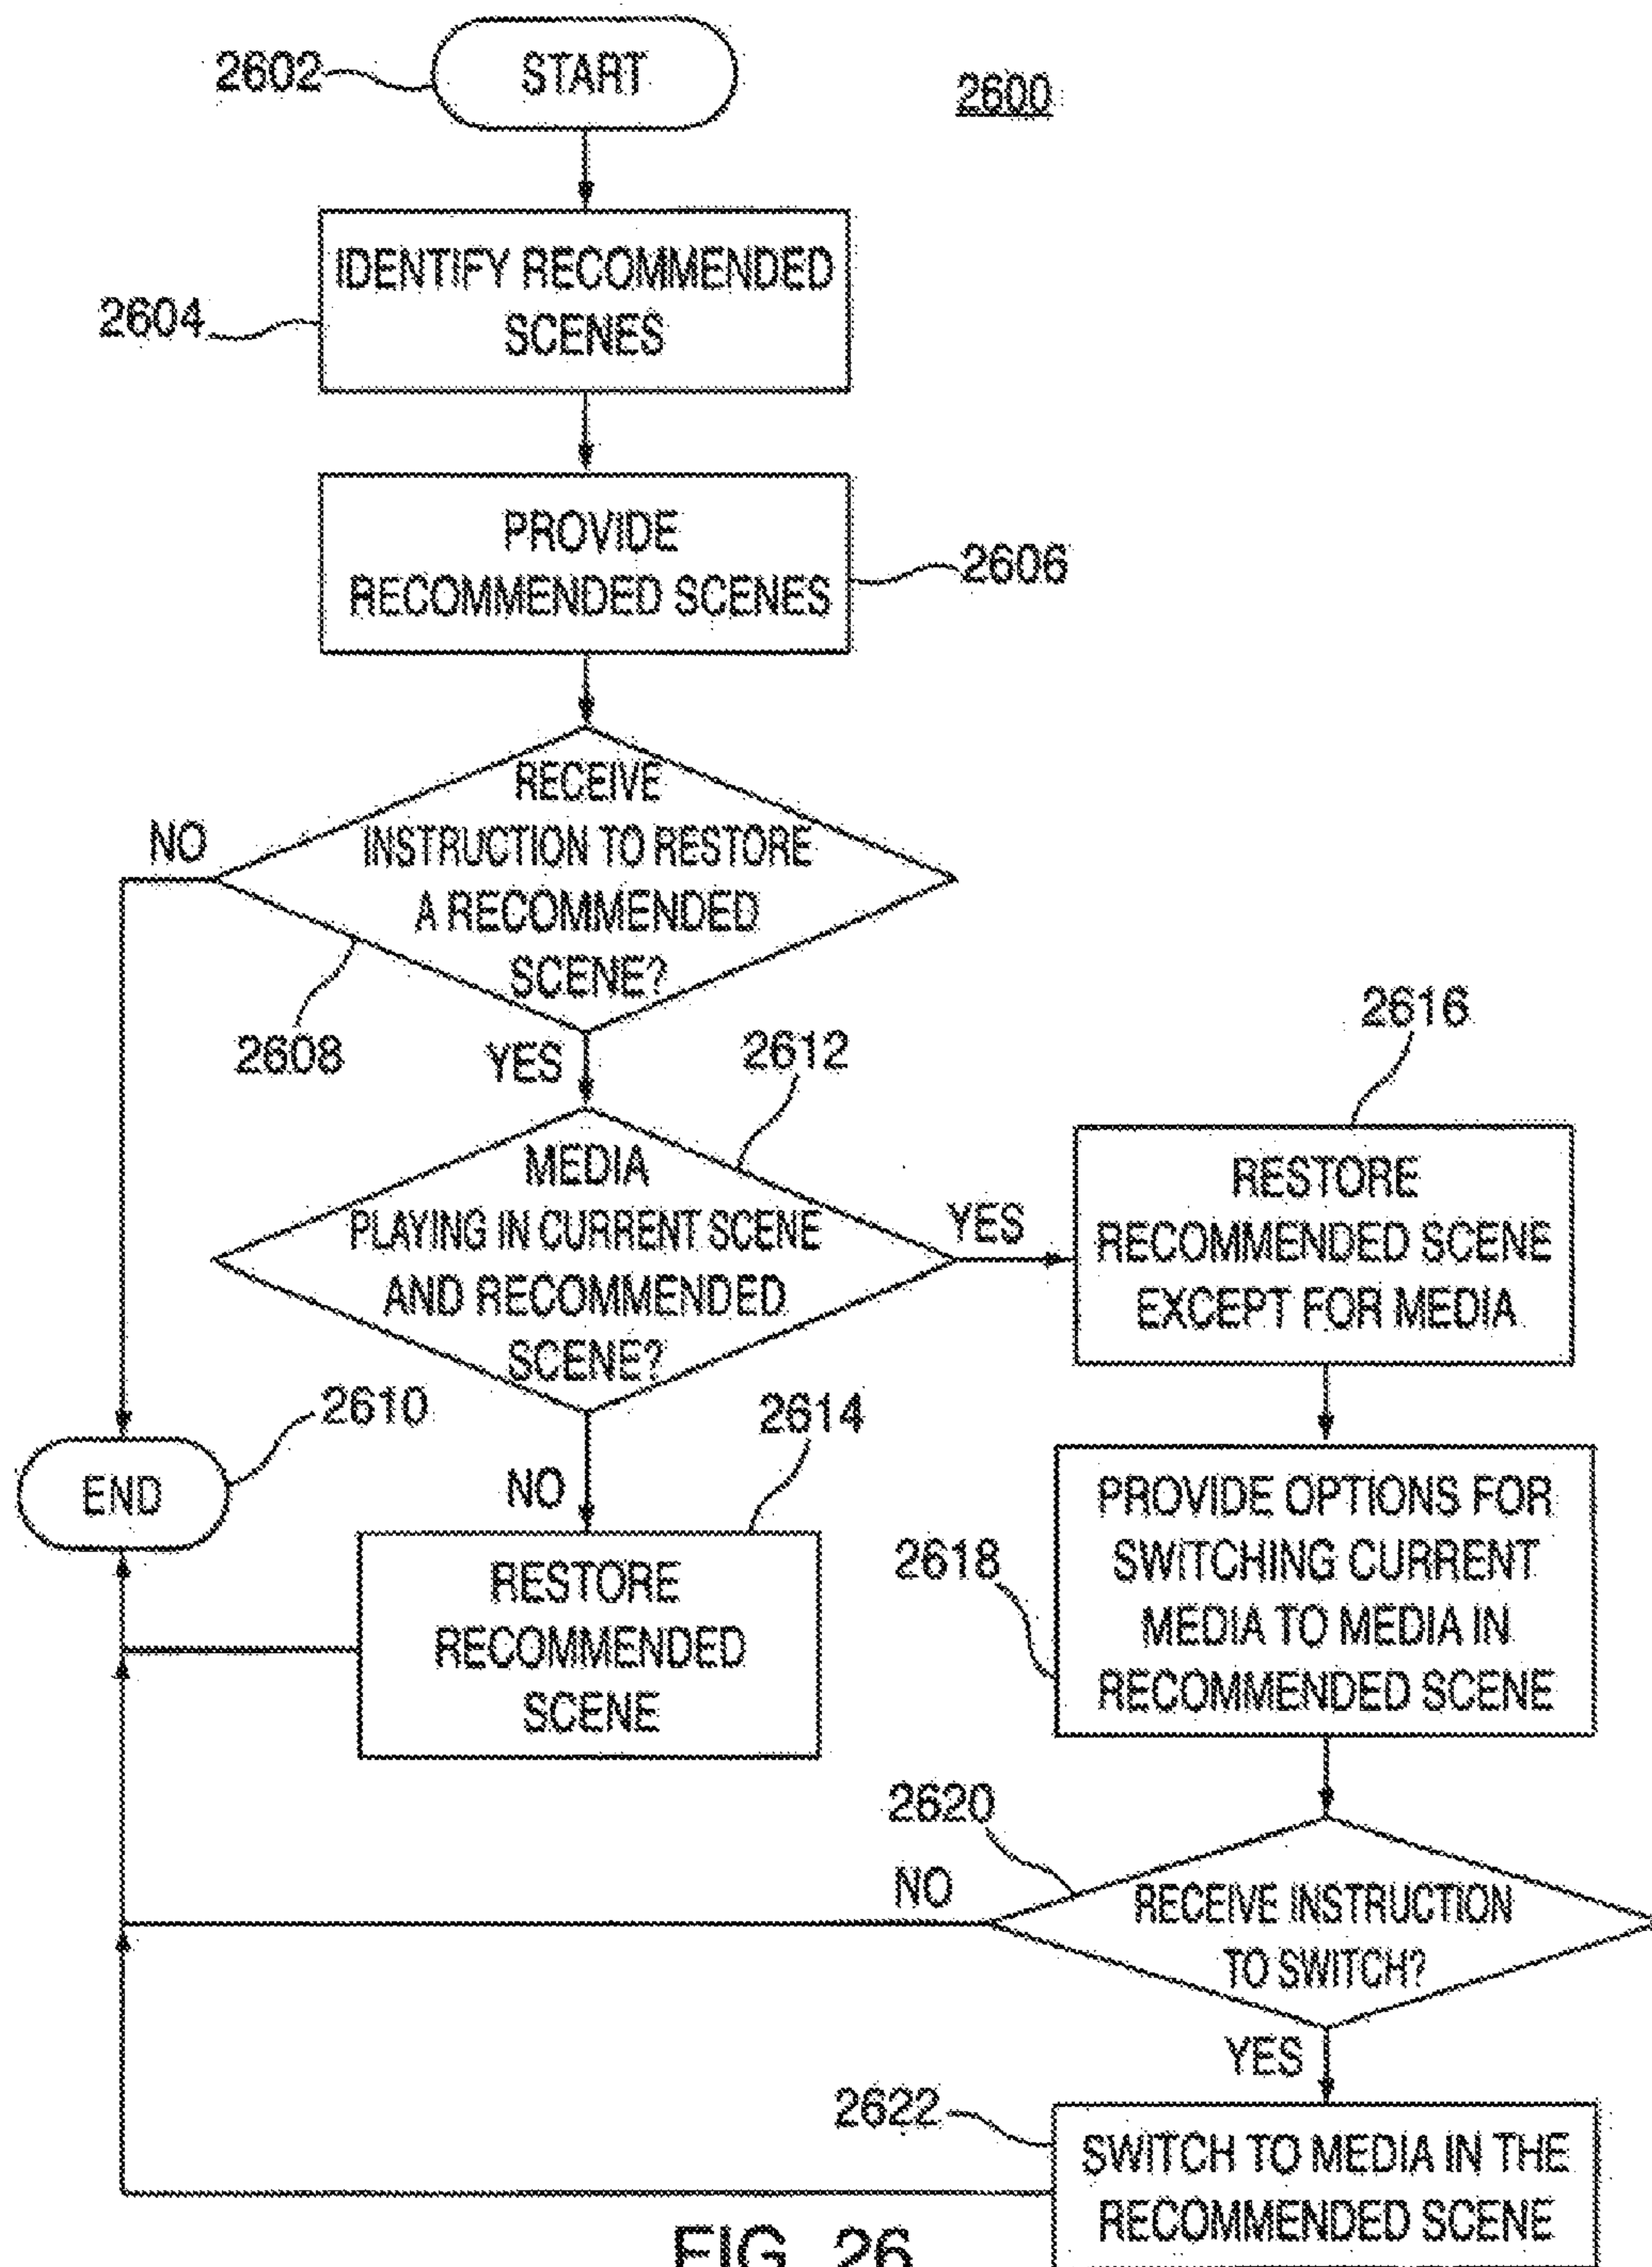 2602
START
2600
2604
IDENTIFY RECOMMENDED
SCENES
PROVIDE
RECOMMENDED SCENES
2606
RECEIVE
INSTRUCTION TO RESTORE
A RECOMMENDED
SCENE?
NO
2608
YES
2612
MEDIA
PLAYING IN CURRENT SCENE
AND RECOMMENDED
SCENE?
YES
2616
RESTORE
RECOMMENDED SCENE
EXCEPT FOR MEDIA
2610
END
NO
2614
RESTORE
RECOMMENDED
SCENE
2618
PROVIDE OPTIONS FOR
SWITCHING CURRENT
MEDIA TO MEDIA IN
RECOMMENDED SCENE
2620
NO
RECEIVE INSTRUCTION
TO SWITCH?
YES
2622
SWITCH TO MEDIA IN THE
RECOMMENDED SCENE
FIG. 26